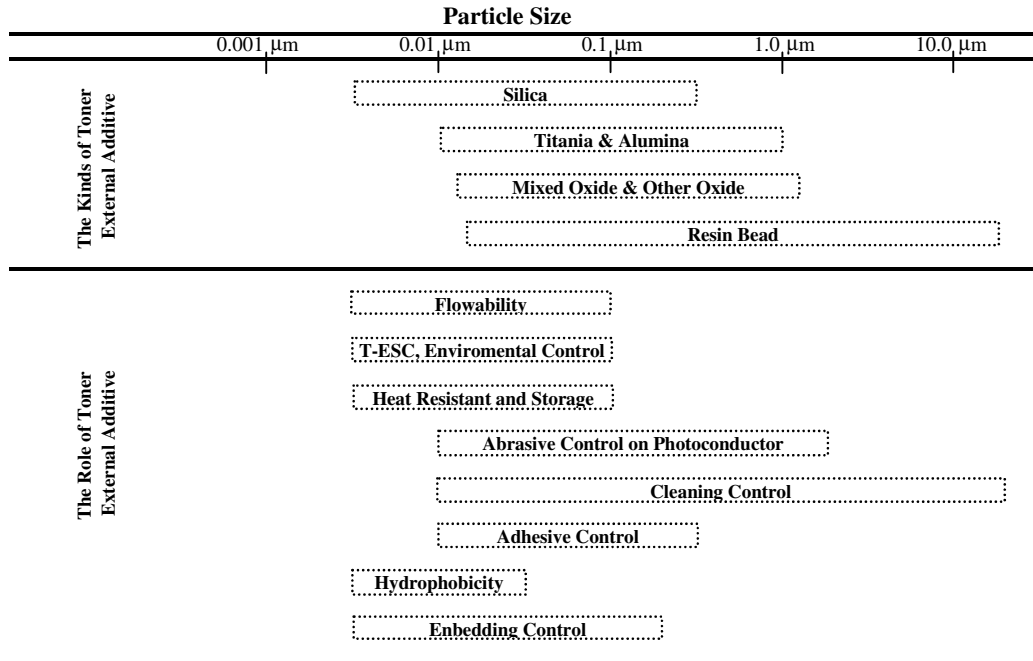 Particle Size
0.001 µm 0.01 µm 0.1 µm 1.0 µm 10.0 µm
The Kinds of Toner
External Additive
Silica
Titania & Alumina
Mixed Oxide & Other Oxide
Resin Bead
The Role of Toner
External Additive
Flowability
T-ESC, Enviromental Control
Heat Resistant and Storage
Abrasive Control on Photoconductor
Cleaning Control
Adhesive Control
Hydrophobicity
Enbedding Control